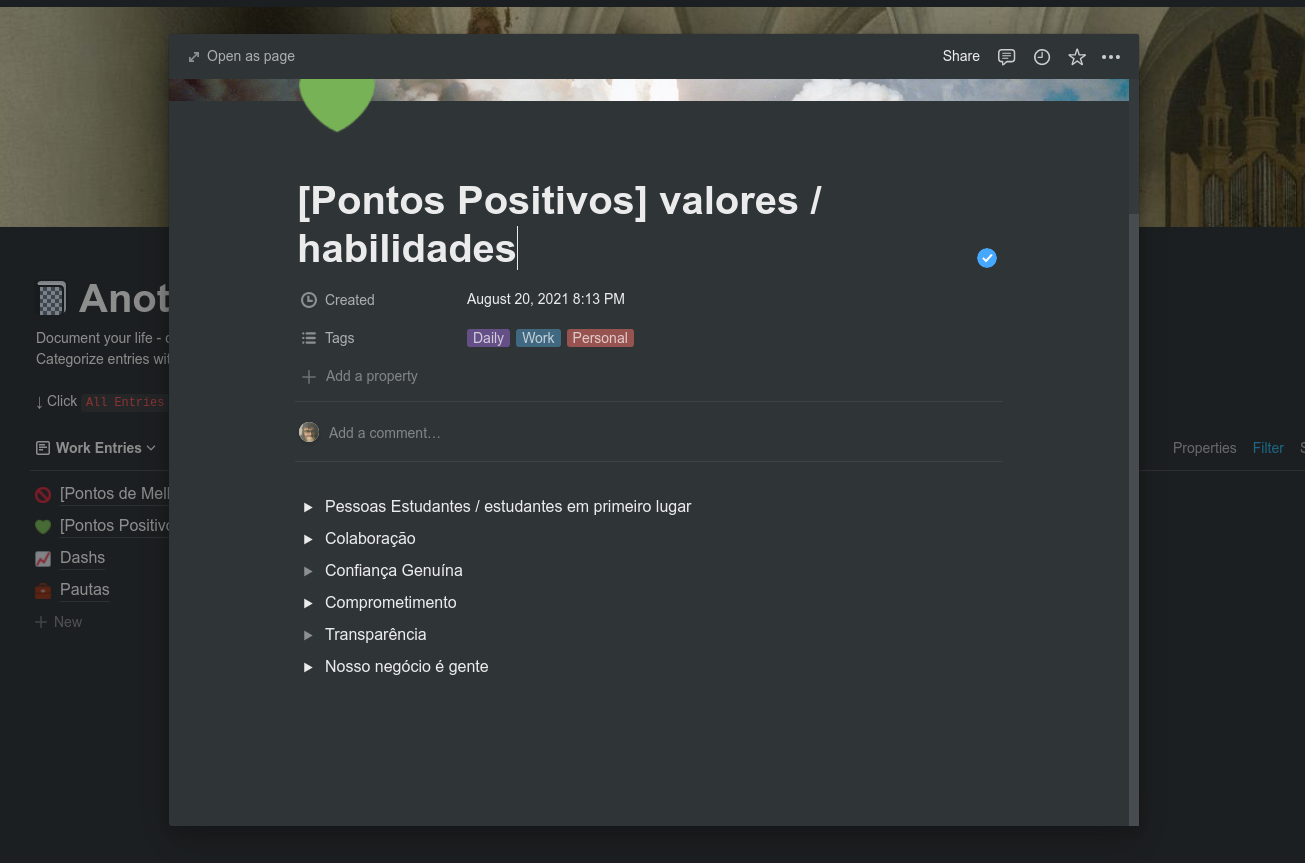 Open as page
Share
[Pontos Positivos] valores /
habilidades
Created
August 20, 2021 8:13 PM
Tags
Daily Work Personal
Add a property
Add a comment…
Pessoas Estudantes / estudantes em primeiro lugar
Colaboração
Confiança Genuína
Comprometimento
Transparência
Nosso negócio é gente
Anot
Document your life -
Categorize entries wit
↓ Click All Entries
Work Entries
Properties Filter S
[Pontos de Mel
[Pontos Positivo
Dashs
Pautas
New